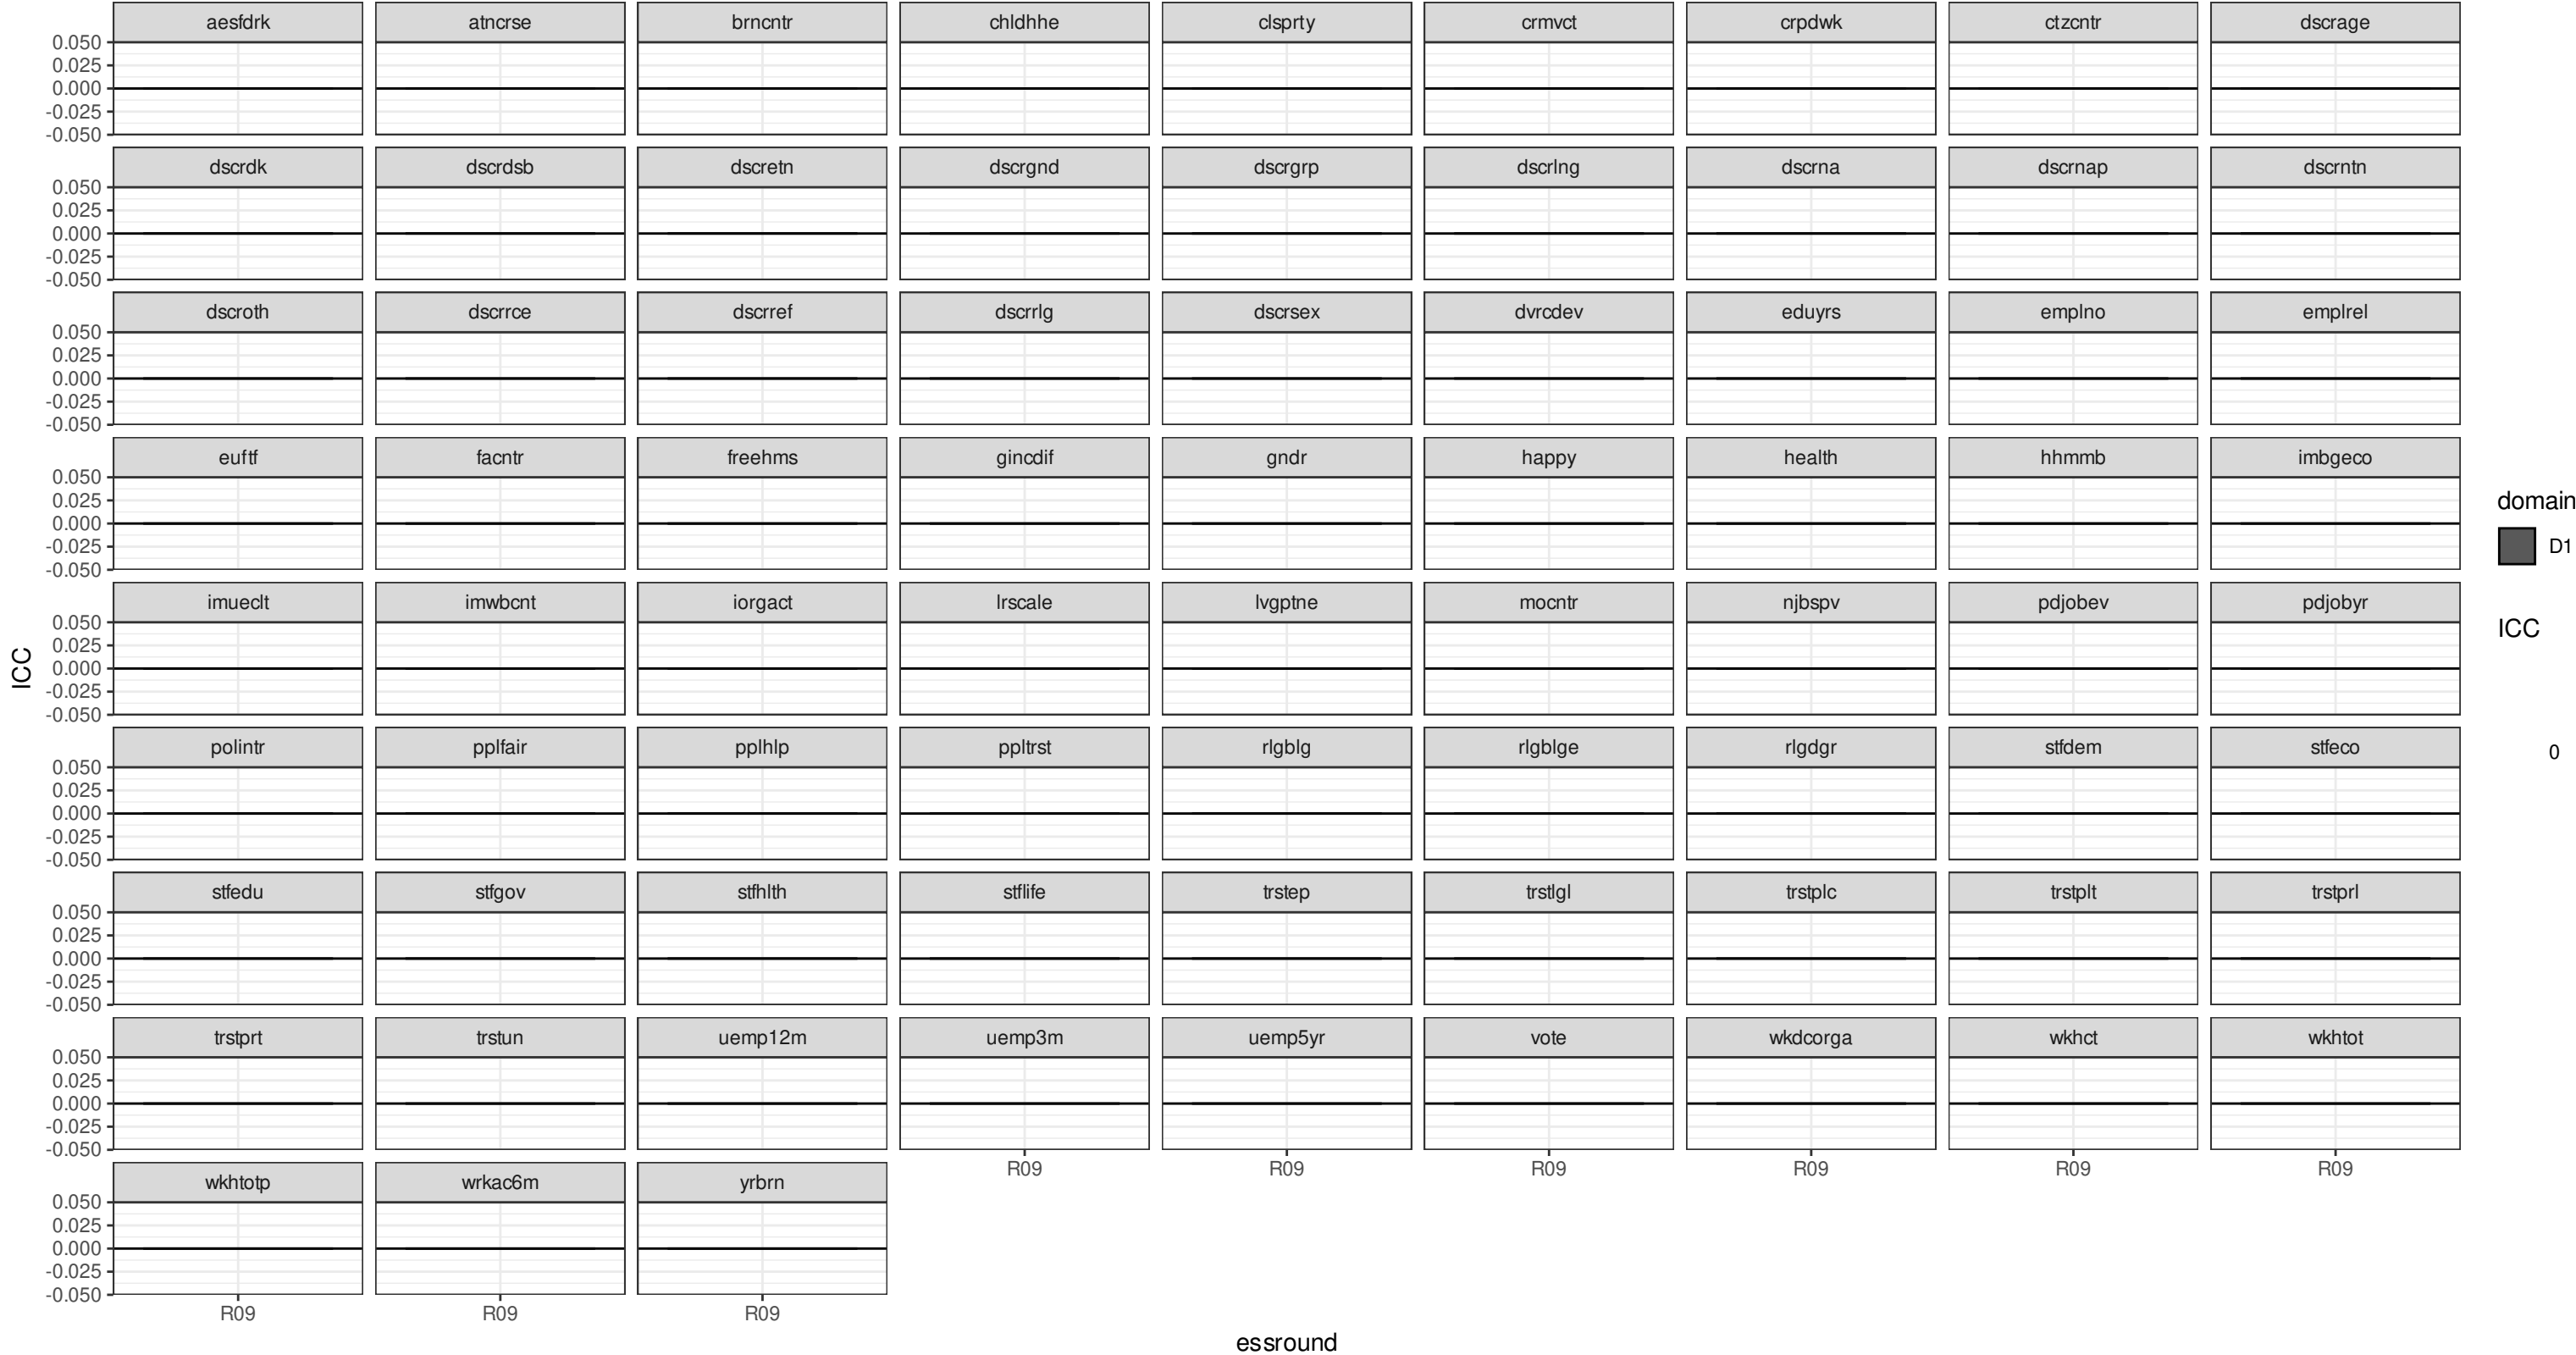 aesfdrk atncrse brncntr chldhhe clsprty crmvct crpdwk ctzcntr dscrage
0.050
0.025
0.000
-0.025
-0.050
dscrdk dscrdsb dscretn dscrgnd dscrgrp dscrlng dscrna dscrnap dscrntn
0.050
0.025
0.000
-0.025
-0.050
dscroth dscrrce dscrref dscrrlg dscrsex dvrcdev eduyrs emplno emplrel
0.050
0.025
0.000
-0.025
-0.050
euftf facntr freehms gincdif gndr happy health hhmmb imbgeco
0.050
0.025
0.000
-0.025
-0.050
imueclt imwbcnt iorgact lrscale lvgptne mocntr njbspv pdjobev pdjobyr
0.050
0.025
0.000
-0.025
-0.050
polintr pplfair pplhlp ppltrst rlgblg rlgblge rlgdgr stfdem stfeco
0.050
0.025
0.000
-0.025
-0.050
stfedu stfgov stfhlth stflife trstep trstlgl trstplc trstplt trstprl
0.050
0.025
0.000
-0.025
-0.050
trstprt trstun uemp12m uemp3m uemp5yr vote wkdcorga wkhct wkhtot
0.050
0.025
0.000
-0.025
-0.050
R09 R09 R09 R09 R09 R09
wkhtotp wrkac6m yrbrn
0.050
0.025
0.000
-0.025
-0.050
R09 R09 R09
essround
ICC
domain
D1
ICC
0